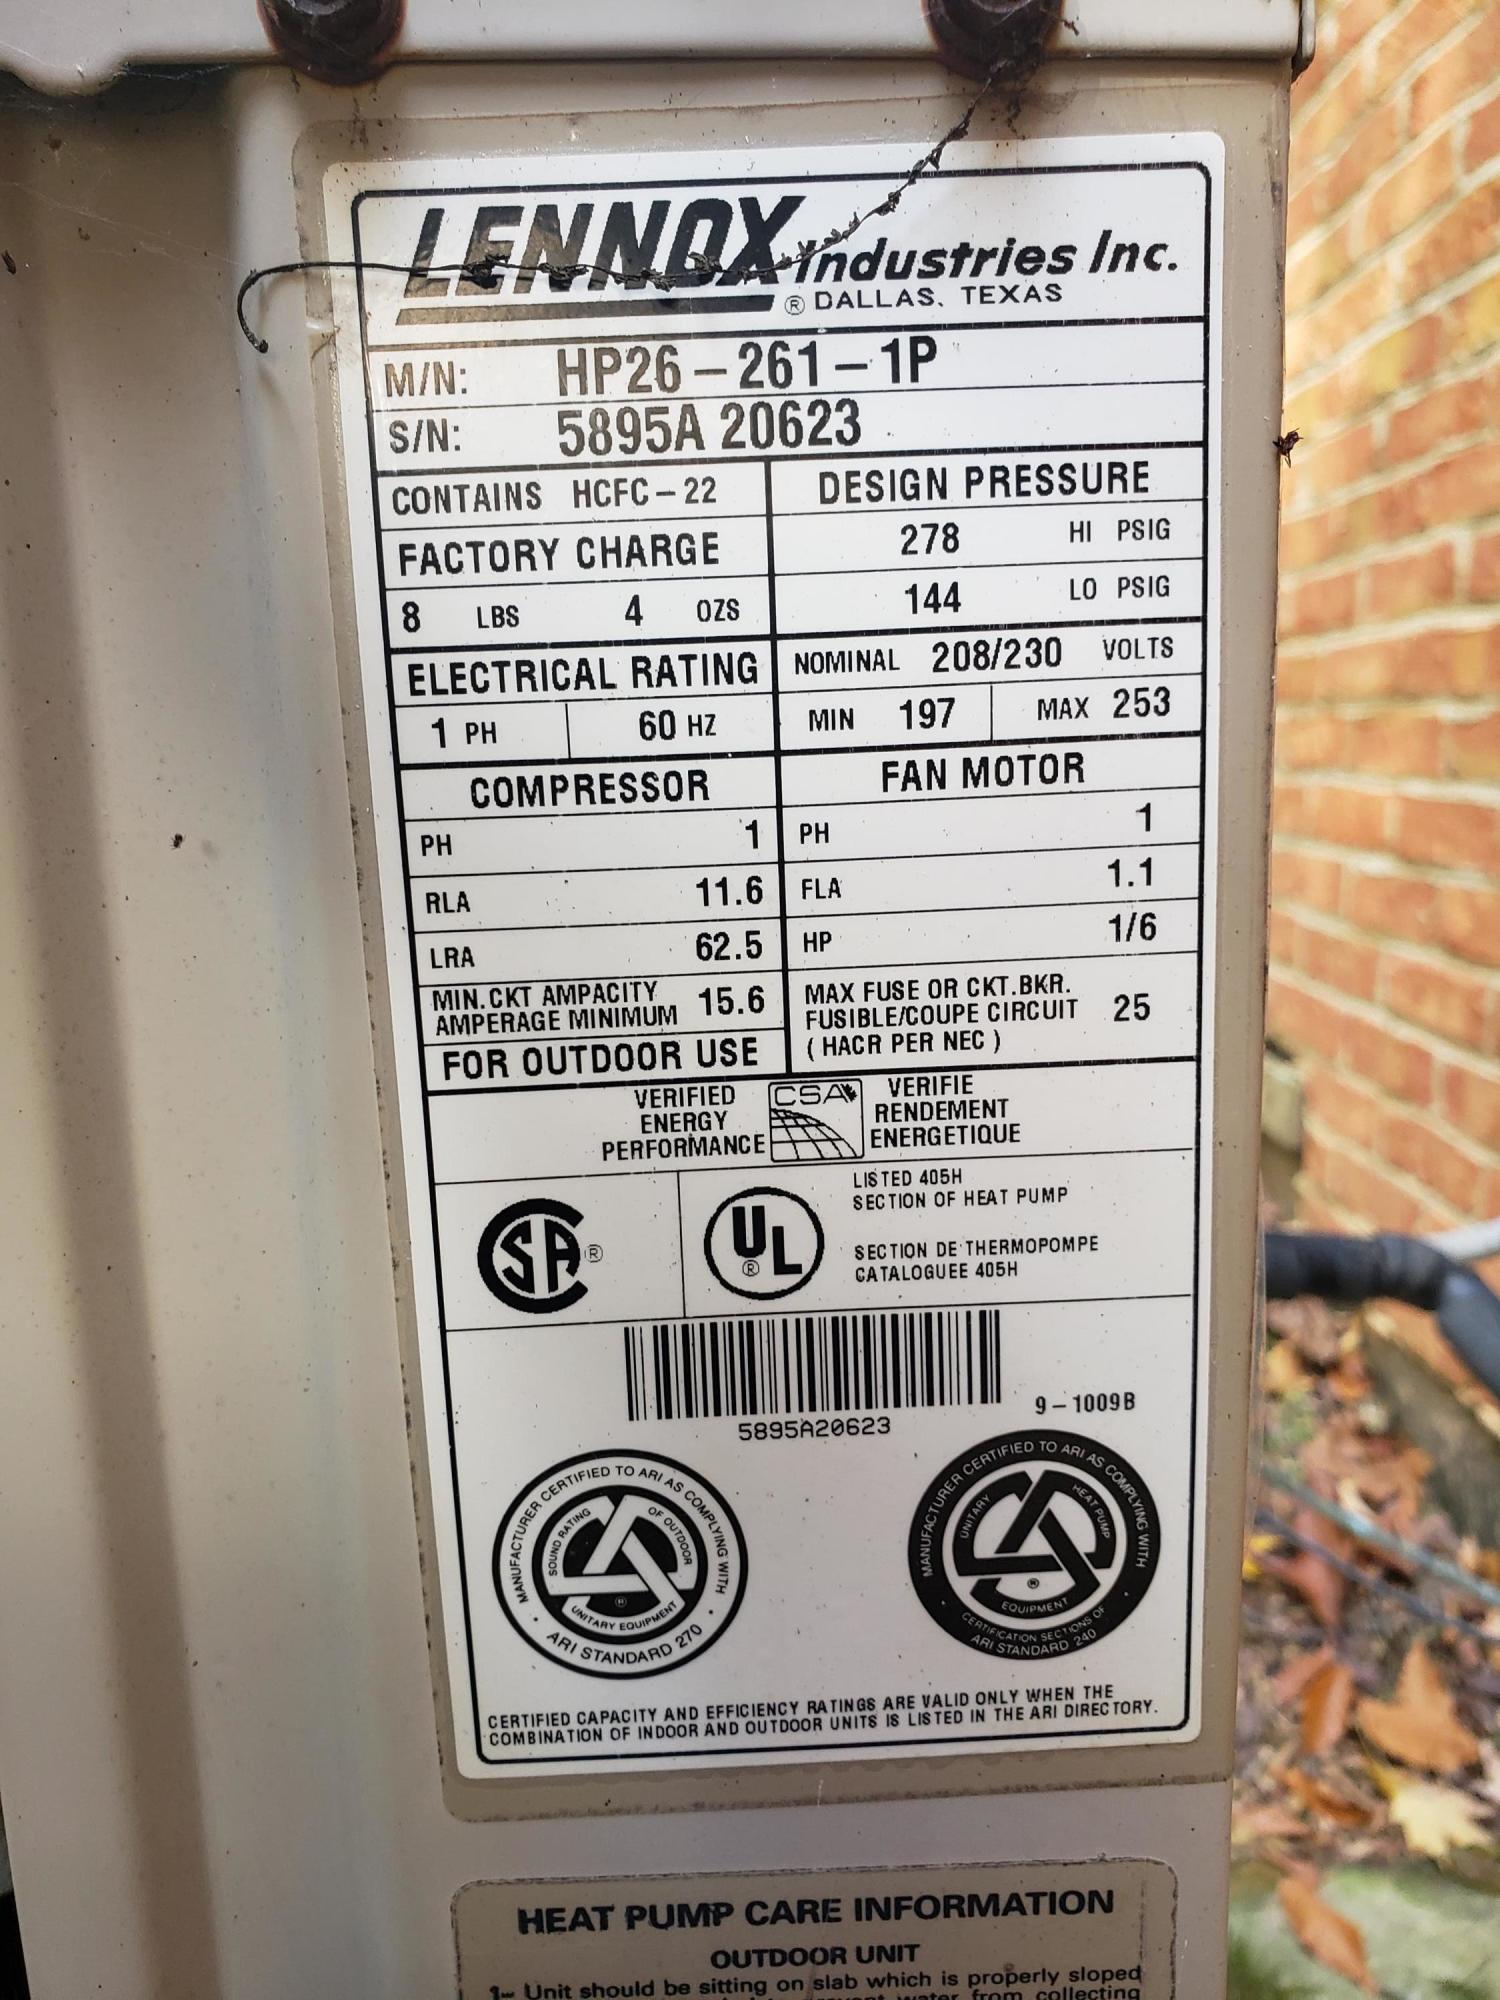 LENNOX Industries Inc.
® DALLAS, TEXAS
M/N: HP26-261-1P
S/N: 5895A 20623
CONTAINS HCFC-22
DESIGN PRESSURE
FACTORY CHARGE
278 HI PSIG
8 LBS 4 OZS
144 LO PSIG
ELECTRICAL RATING
NOMINAL 208/230 VOLTS
1 PH 60 HZ
MIN 197 MAX 253
COMPRESSOR
FAN MOTOR
PH 1
PH 1
RLA 11.6
FLA 1.1
LRA 62.5
HP 1/6
MIN.CKT AMPACITY
AMPERAGE MINIMUM 15.6
MAX FUSE OR CKT.BKR.
FUSIBLE/COUPE CIRCUIT 25
(HACR PER NEC)
FOR OUTDOOR USE
VERIFIED
ENERGY
PERFORMANCE
CSA
VERIFIE
RENDEMENT
ENERGETIQUE
SA ®
UL ®
LISTED 405H
SECTION OF HEAT PUMP
SECTION DE THERMOPOMPE
CATALOGUEE 405H
5895A20623
9-1009B
MANUFACTURER CERTIFIED TO ARI AS COMPLYING WITH
SOUND RATING
OF OUTDOOR
UNITARY EQUIPMENT
ARI STANDARD 270
MANUFACTURER CERTIFIED TO ARI AS COMPLYING WITH
UNITARY
HEAT PUMP
®
EQUIPMENT
CERTIFICATION SECTIONS OF
ARI STANDARD 240
CERTIFIED CAPACITY AND EFFICIENCY RATINGS ARE VALID ONLY WHEN THE
COMBINATION OF INDOOR AND OUTDOOR UNITS IS LISTED IN THE ARI DIRECTORY.
HEAT PUMP CARE INFORMATION
OUTDOOR UNIT
1- Unit should be sitting on slab which is properly sloped
water from collecting